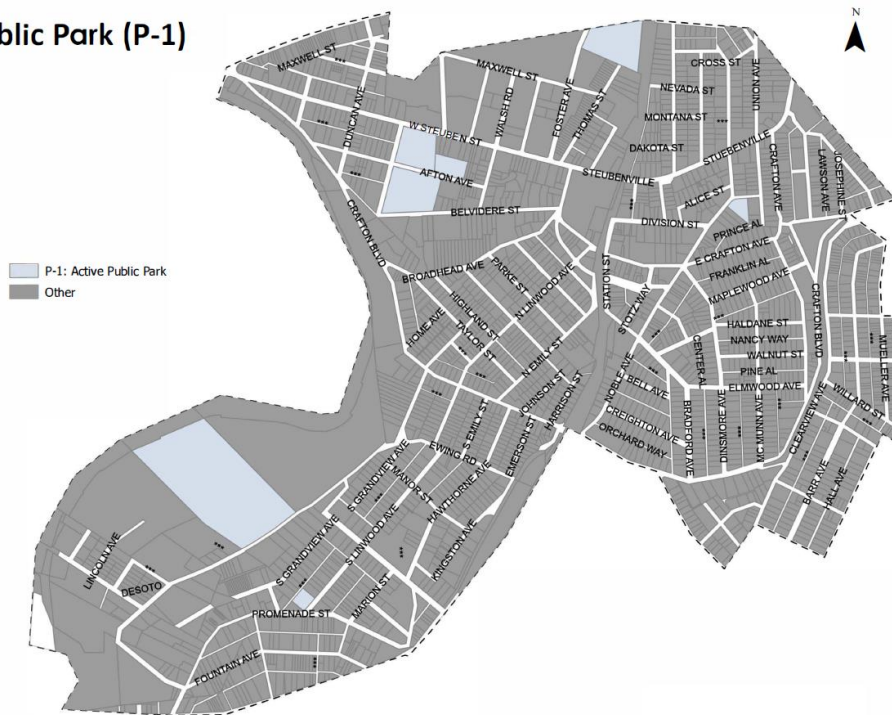 blic Park (P-1)
N
MAXWELL ST
DUNCAN AVE
W STEUBEN ST
MAXWELL ST
WALSH RD
FOSTER AVE
THOMAS ST
CROSS ST
UNION AVE
NEVADA ST
MONTANA ST
DAKOTA ST
STEUBENVILLE
STUEBENVILLE
AFTON AVE
BELVIDERE ST
CRAFTON BLVD
ALICE ST
DIVISION ST
CRAFTON AVE
LAWSON AVE
JOSEPHINE ST
PRINCE AL
E CRAFTON AVE
FRANKLIN AL
MAPLEWOOD AVE
P-1: Active Public Park
Other
BROADHEAD AVE
PARKE ST
N LINWOOD AVE
STATION ST
STOTZ WAY
HIGHLAND ST
HOME AVE
TAYLOR ST
N EMILY ST
HALDANE ST
NANCY WAY
WALNUT ST
PINE AL
ELMWOOD AVE
CENTER AL
CRAFTON BLVD
MUELLER AVE
JOHNSON ST
HARRISON ST
NOBLE AVE
BELL AVE
CREIGHTON AVE
ORCHARD WAY
BRADFORD AVE
DINSMORE AVE
MC MUNN AVE
CLEARVIEW AVE
WILLARD ST
BARR AVE
HALL AVE
S EMILY ST
EMERSON ST
EWING RD
S GRANDVIEW AVE
MANOR ST
HAWTHORNE AVE
S GRANDVIEW AVE
S LINWOOD AVE
KINGSTON AVE
LINCOLN AVE
DESOTO
MARION ST
PROMENADE ST
FOUNTAIN AVE